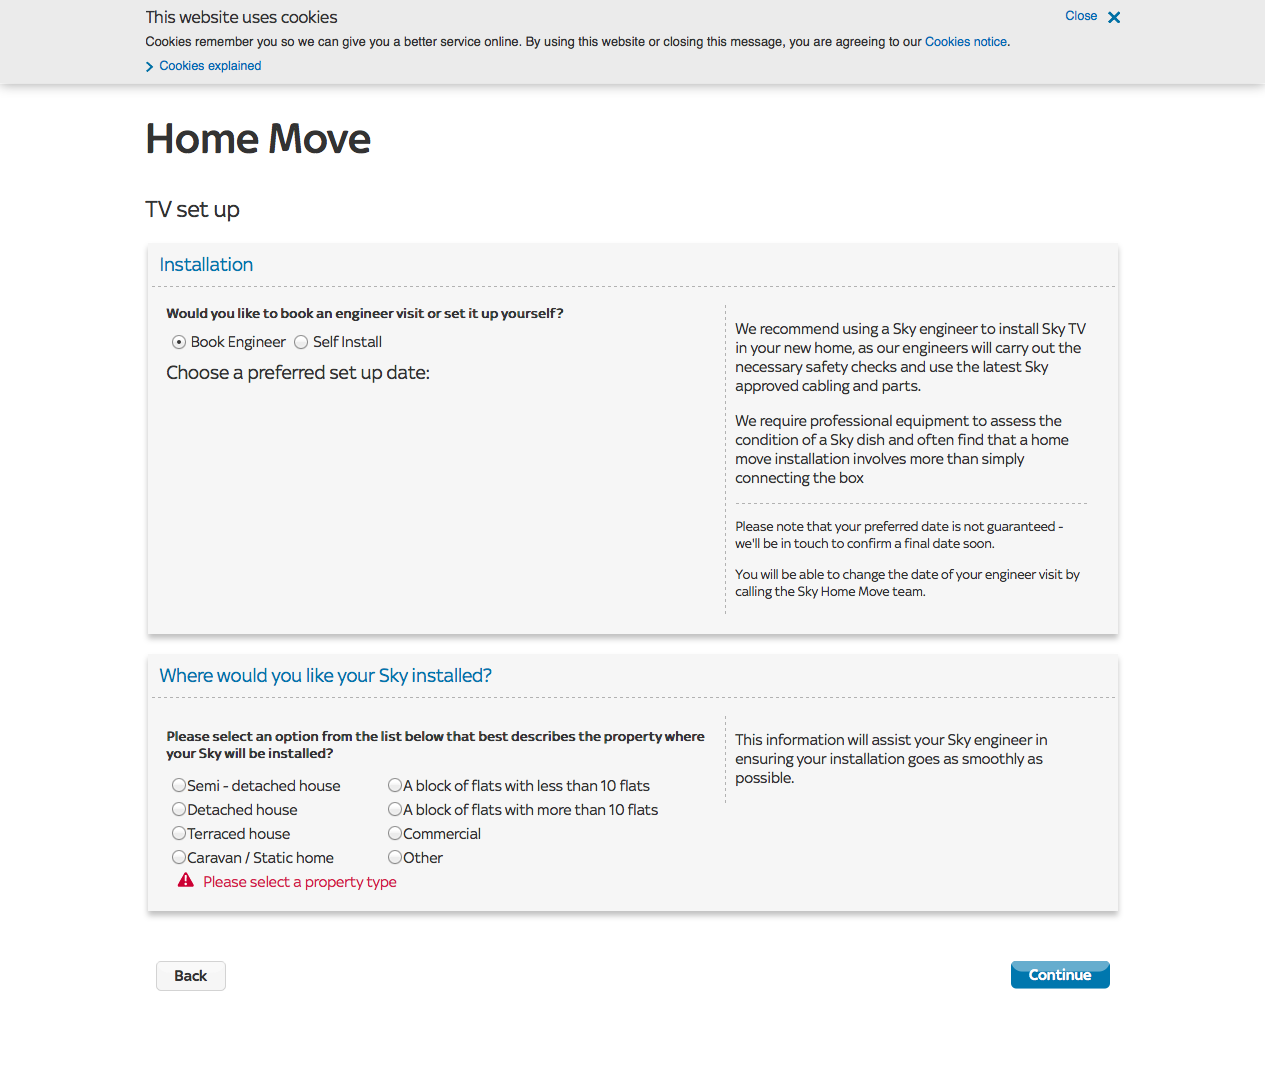 This website uses cookies
Close
Cookies remember you so we can give you a better service online. By using this website or closing this message, you are agreeing to our Cookies notice.
Cookies explained
Home Move
TV set up
Installation
Would you like to book an engineer visit or set it up yourself?
Book Engineer
Self Install
Choose a preferred set up date:
We recommend using a Sky engineer to install Sky TV
in your new home, as our engineers will carry out the
necessary safety checks and use the latest Sky
approved cabling and parts.
We require professional equipment to assess the
condition of a Sky dish and often find that a home
move installation involves more than simply
connecting the box
Please note that your preferred date is not guaranteed -
we'll be in touch to confirm a final date soon.
You will be able to change the date of your engineer visit by
calling the Sky Home Move team.
Where would you like your Sky installed?
Please select an option from the list below that best describes the property where
your Sky will be installed?
Semi - detached house
A block of flats with less than 10 flats
Detached house
A block of flats with more than 10 flats
Terraced house
Commercial
Caravan / Static home
Other
Please select a property type
This information will assist your Sky engineer in
ensuring your installation goes as smoothly as
possible.
Back
Continue